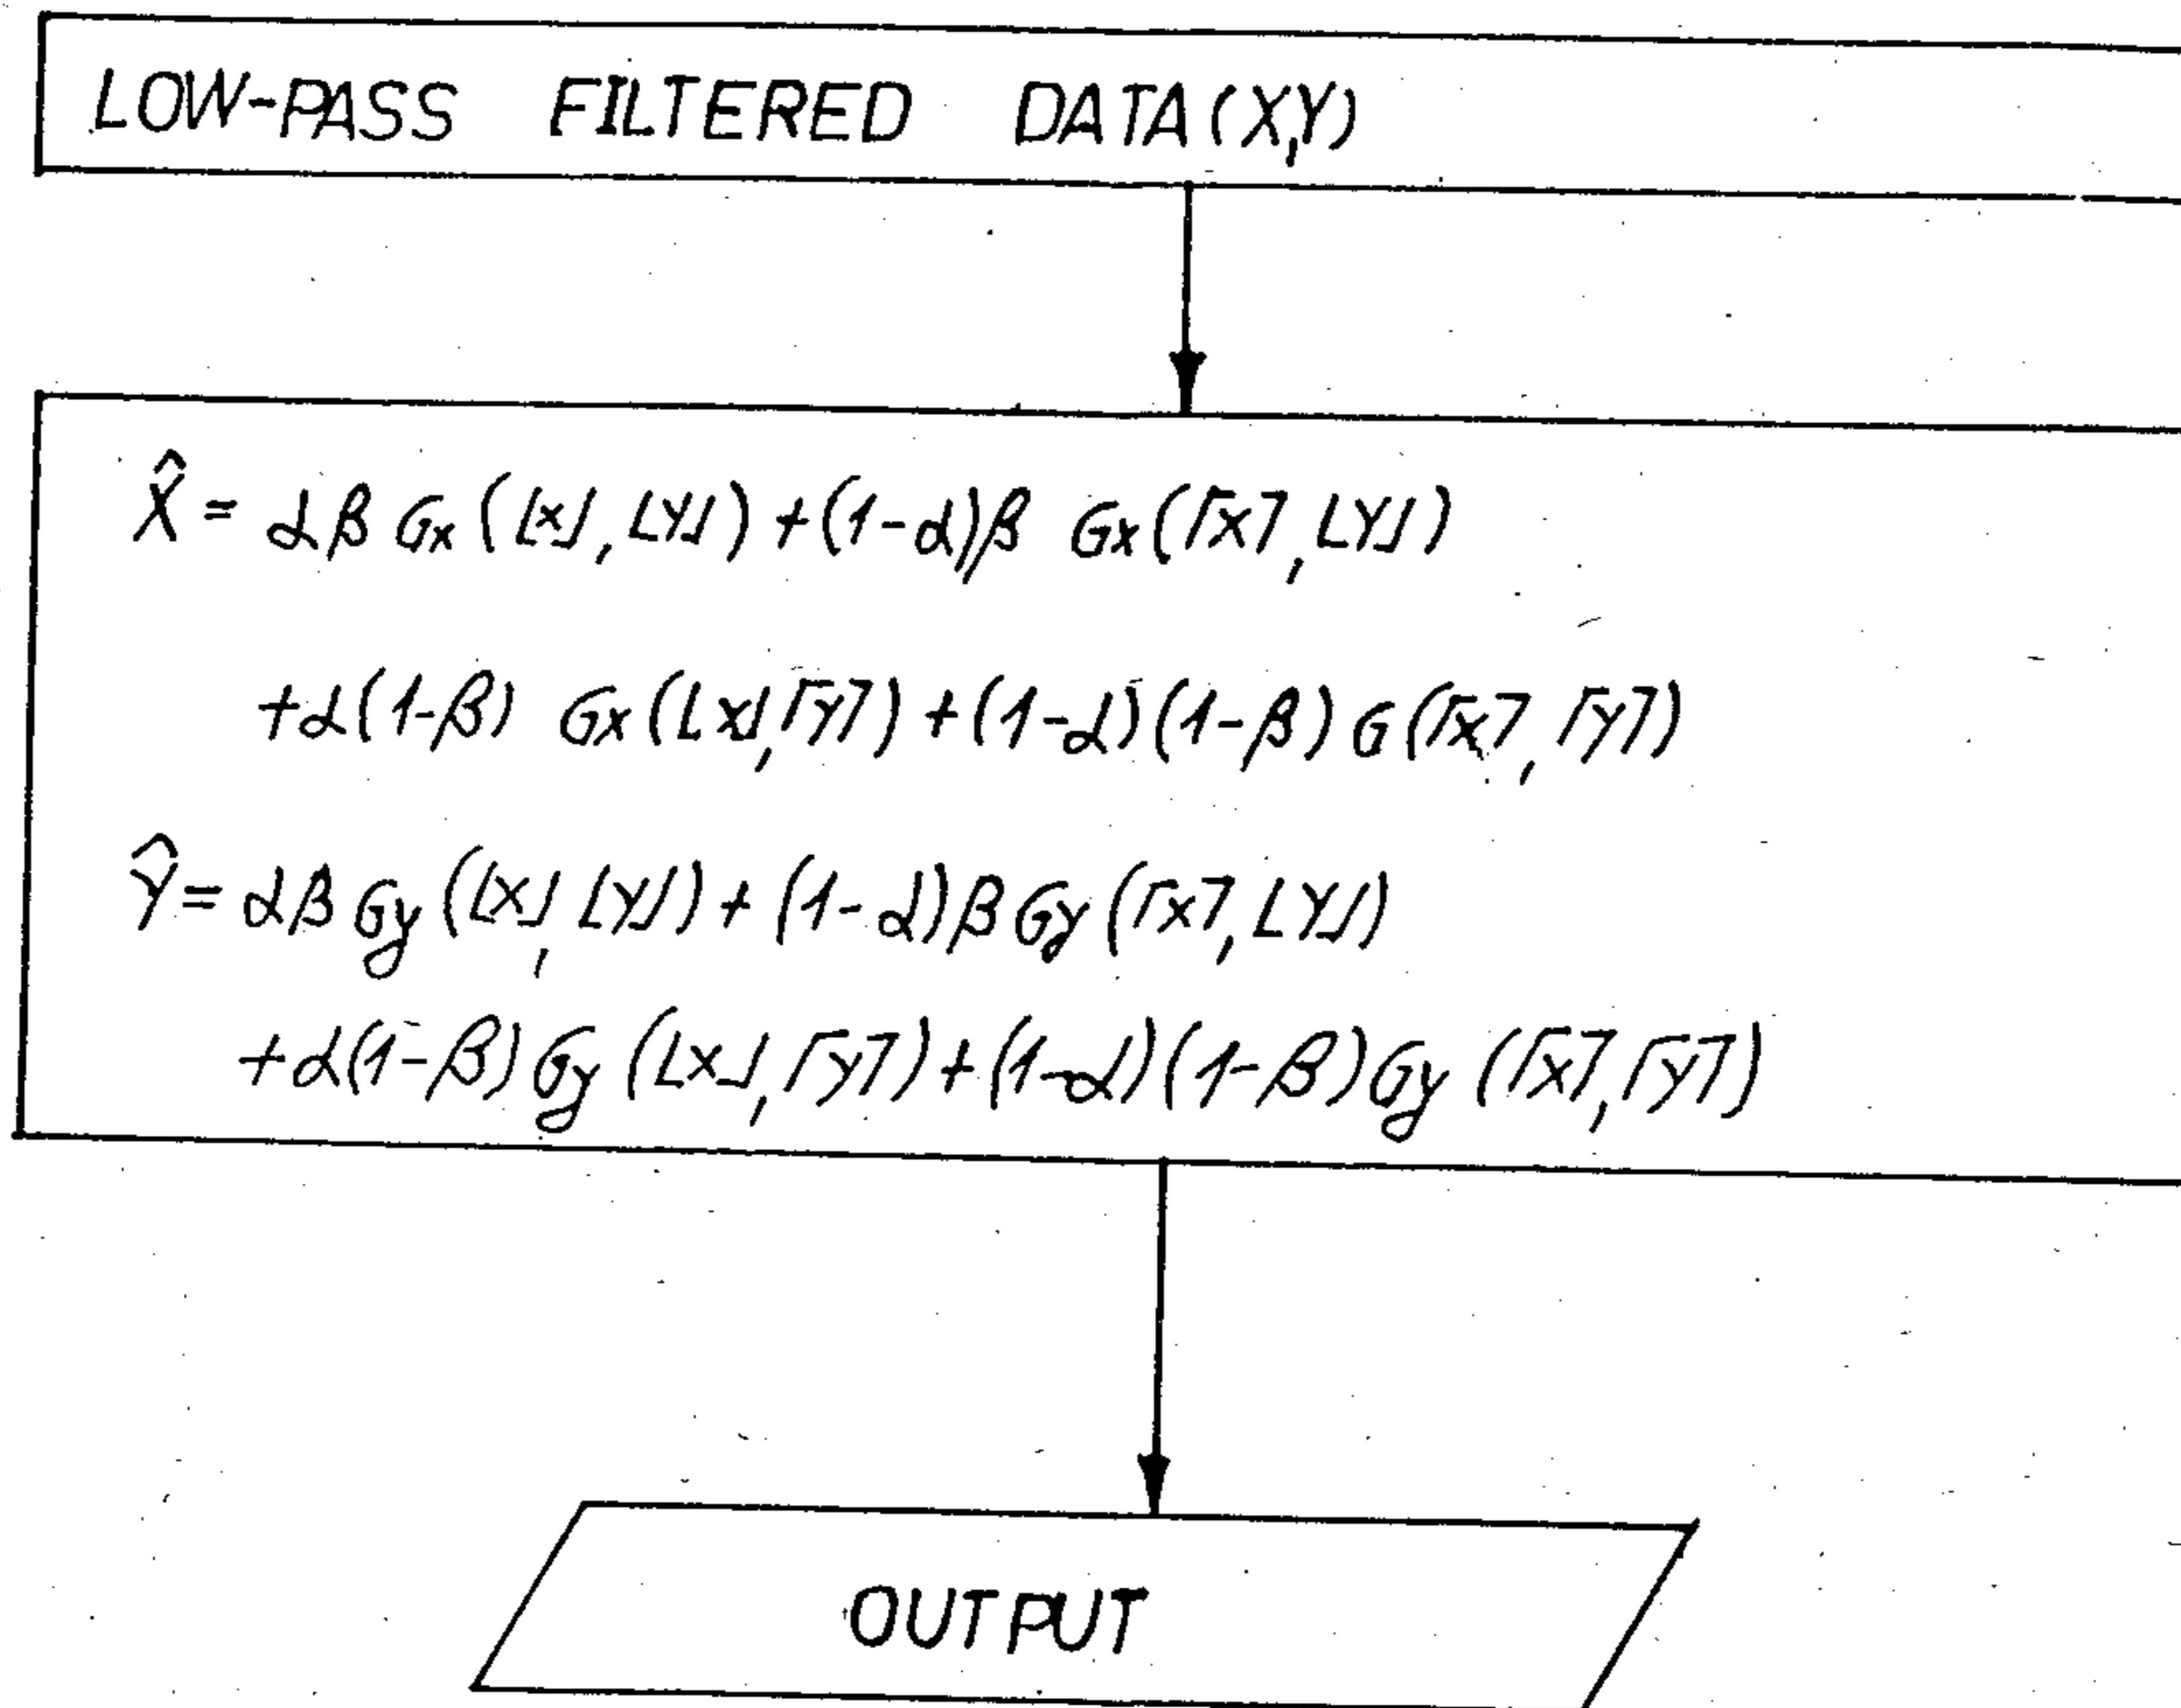 LOW-PASS FILTERED DATA(X,Y)
X̂ = αβ Gx (⌊x⌋, ⌊Y⌋) + (1-α)β Gx(⌈x⌉, ⌊Y⌋)
+α(1-β) Gx(⌊x⌋,⌈y⌉) + (1-α)(1-β) G(⌈x⌉, ⌈y⌉)
Ŷ = αβ Gy (⌊x⌋, ⌊Y⌋) + (1-α)β Gy (⌈x⌉, ⌊Y⌋)
+α(1-β) Gy (⌊x⌋, ⌈y⌉) + (1-α)(1-β) Gy (⌈x⌉, ⌈y⌉)
OUTPUT